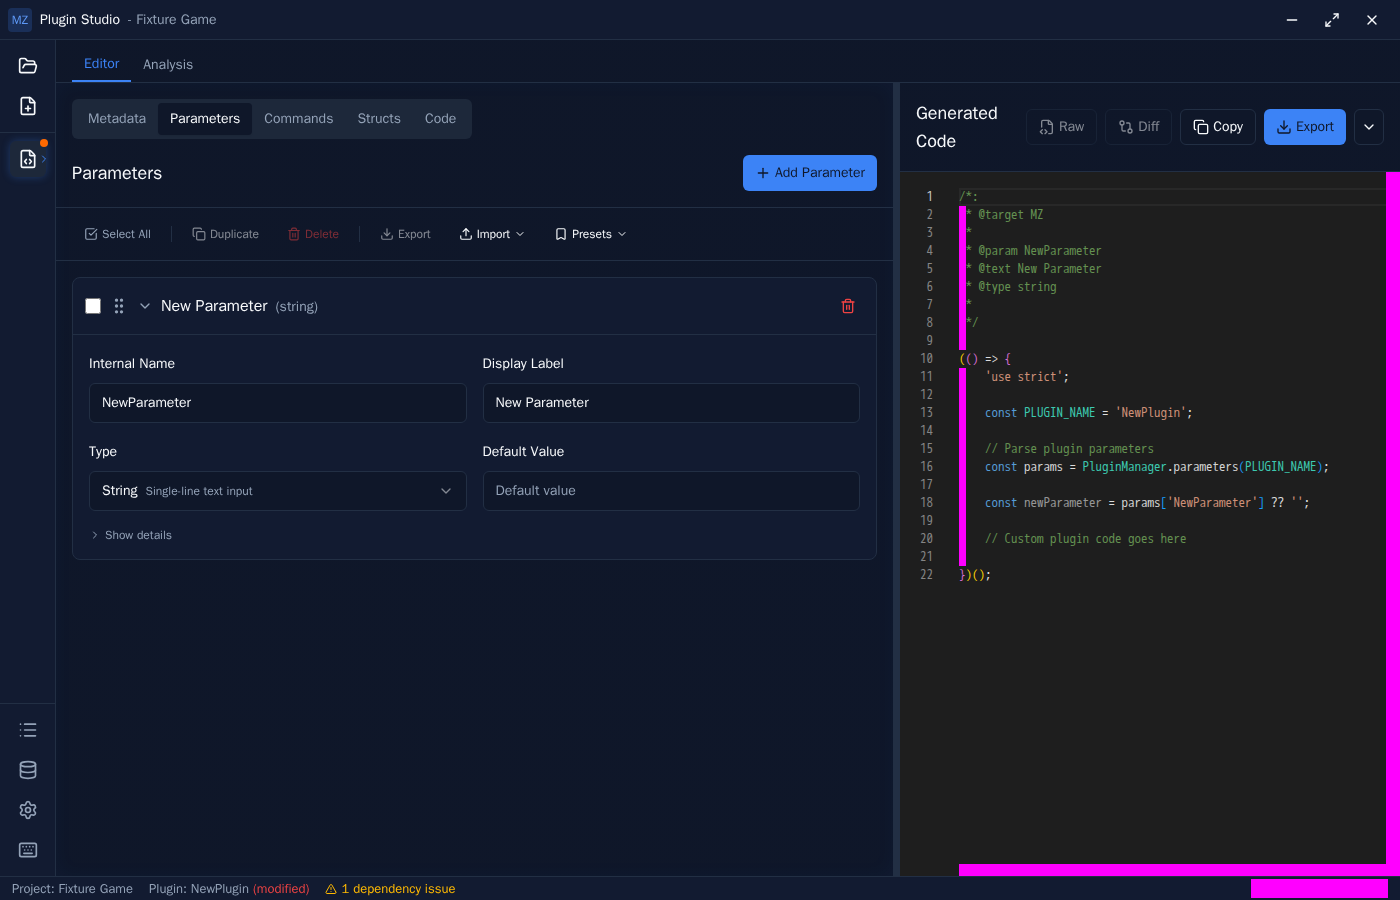 MZ Plugin Studio - Fixture Game
Editor Analysis
Metadata Parameters Commands Structs Code
Parameters
Add Parameter
Select All Duplicate Delete Export Import Presets
New Parameter (string)
Internal Name Display Label
NewParameter New Parameter
Type Default Value
String Single-line text input Default value
Show details
Generated
Code
Raw Diff Copy Export
1 /*:
2 * @target MZ
3 *
4 * @param NewParameter
5 * @text New Parameter
6 * @type string
7 *
8 */
9
10 (() => {
11 'use strict';
12
13 const PLUGIN_NAME = 'NewPlugin';
14
15 // Parse plugin parameters
16 const params = PluginManager.parameters(PLUGIN_NAME);
17
18 const newParameter = params['NewParameter'] ?? '';
19
20 // Custom plugin code goes here
21
22 })();
Project: Fixture Game Plugin: NewPlugin (modified) 1 dependency issue